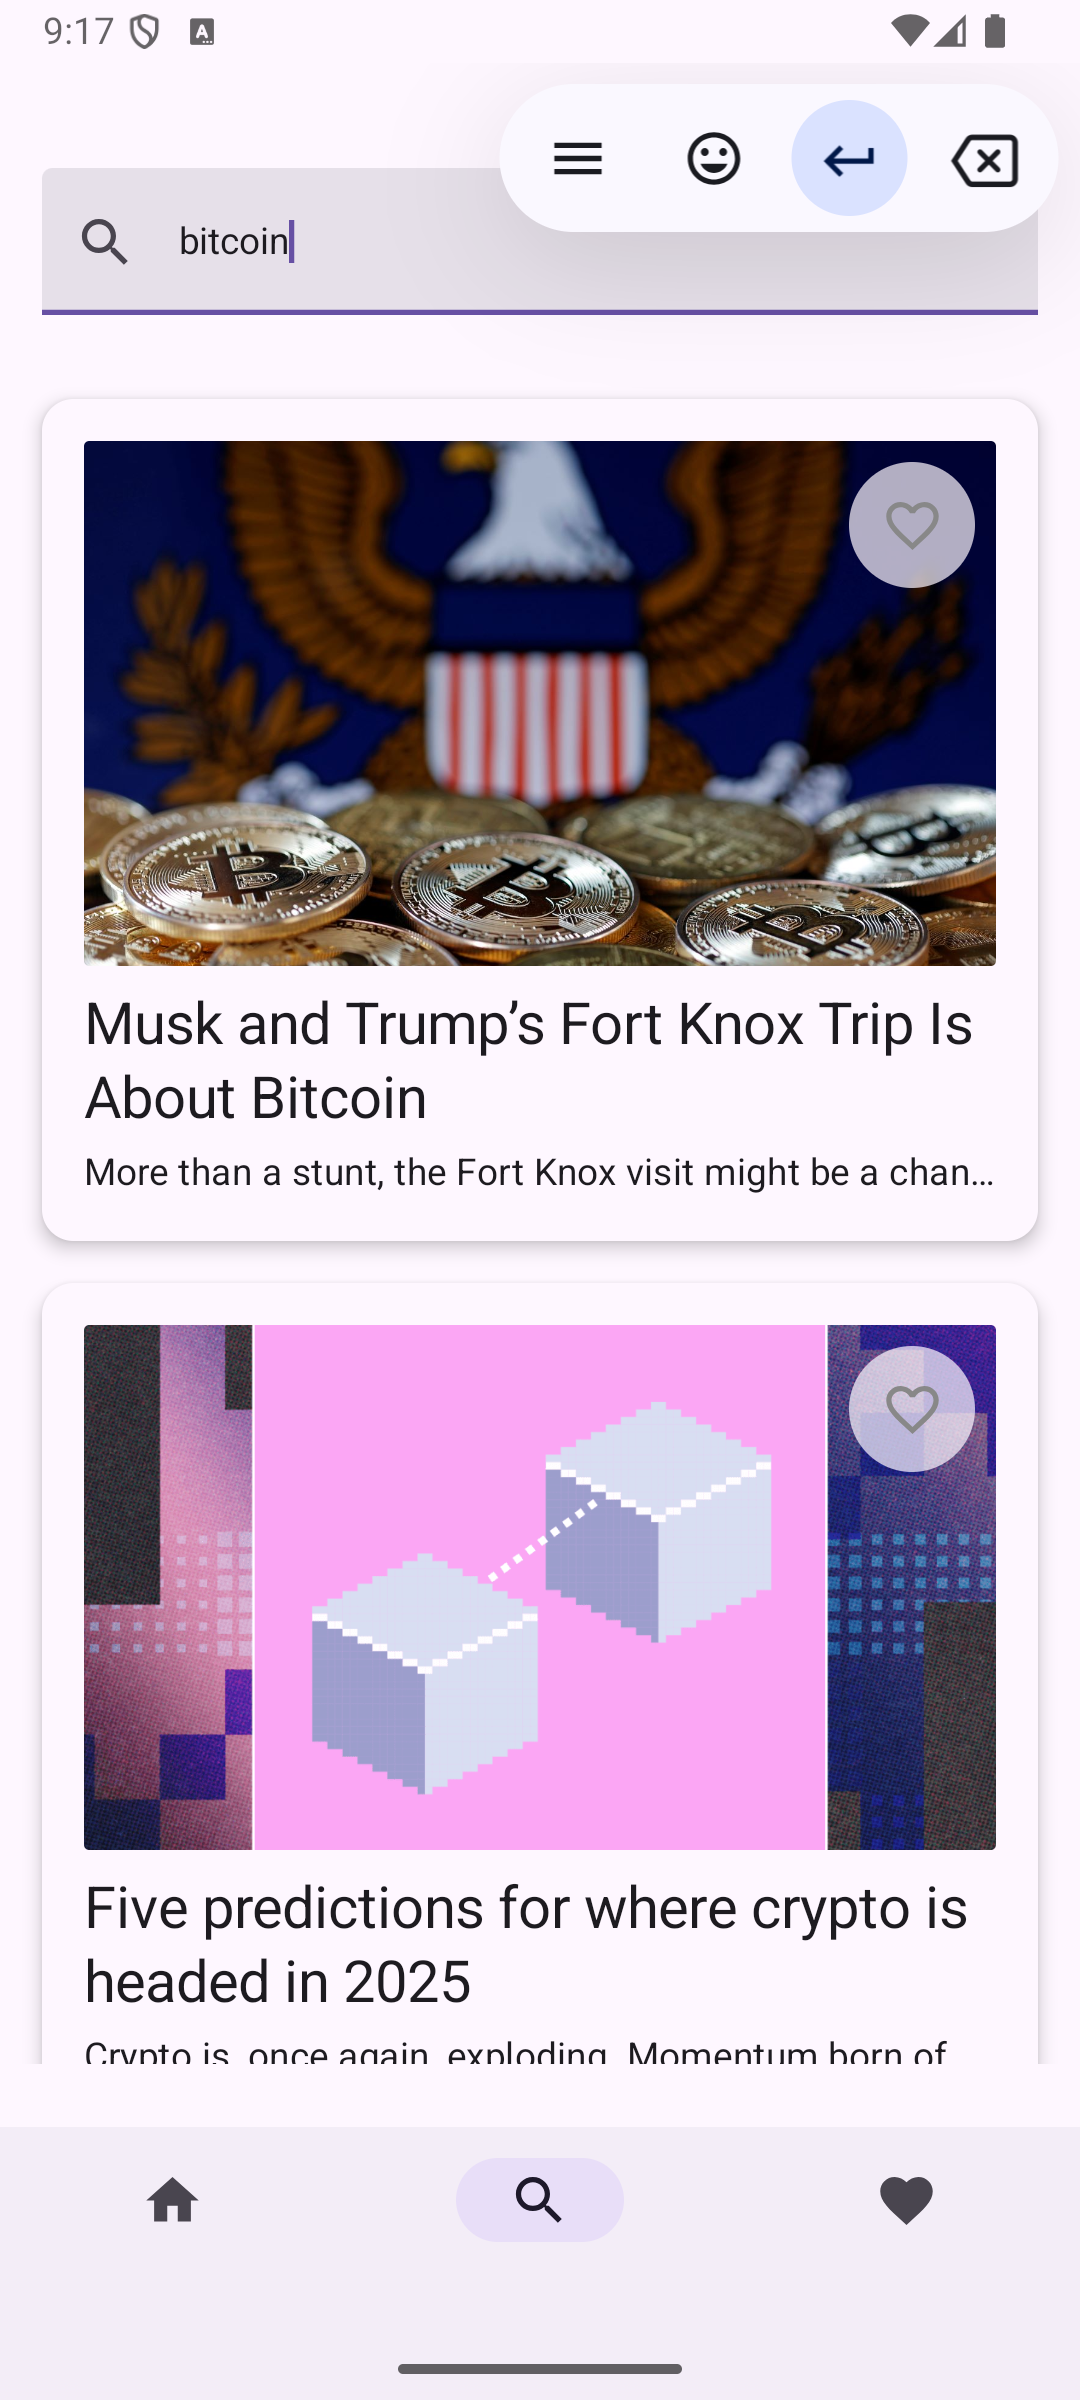 9:17
bitcoin
Musk and Trump’s Fort Knox Trip Is
About Bitcoin
More than a stunt, the Fort Knox visit might be a chan...
Five predictions for where crypto is
headed in 2025
Crypto is, once again, exploding. Momentum born of